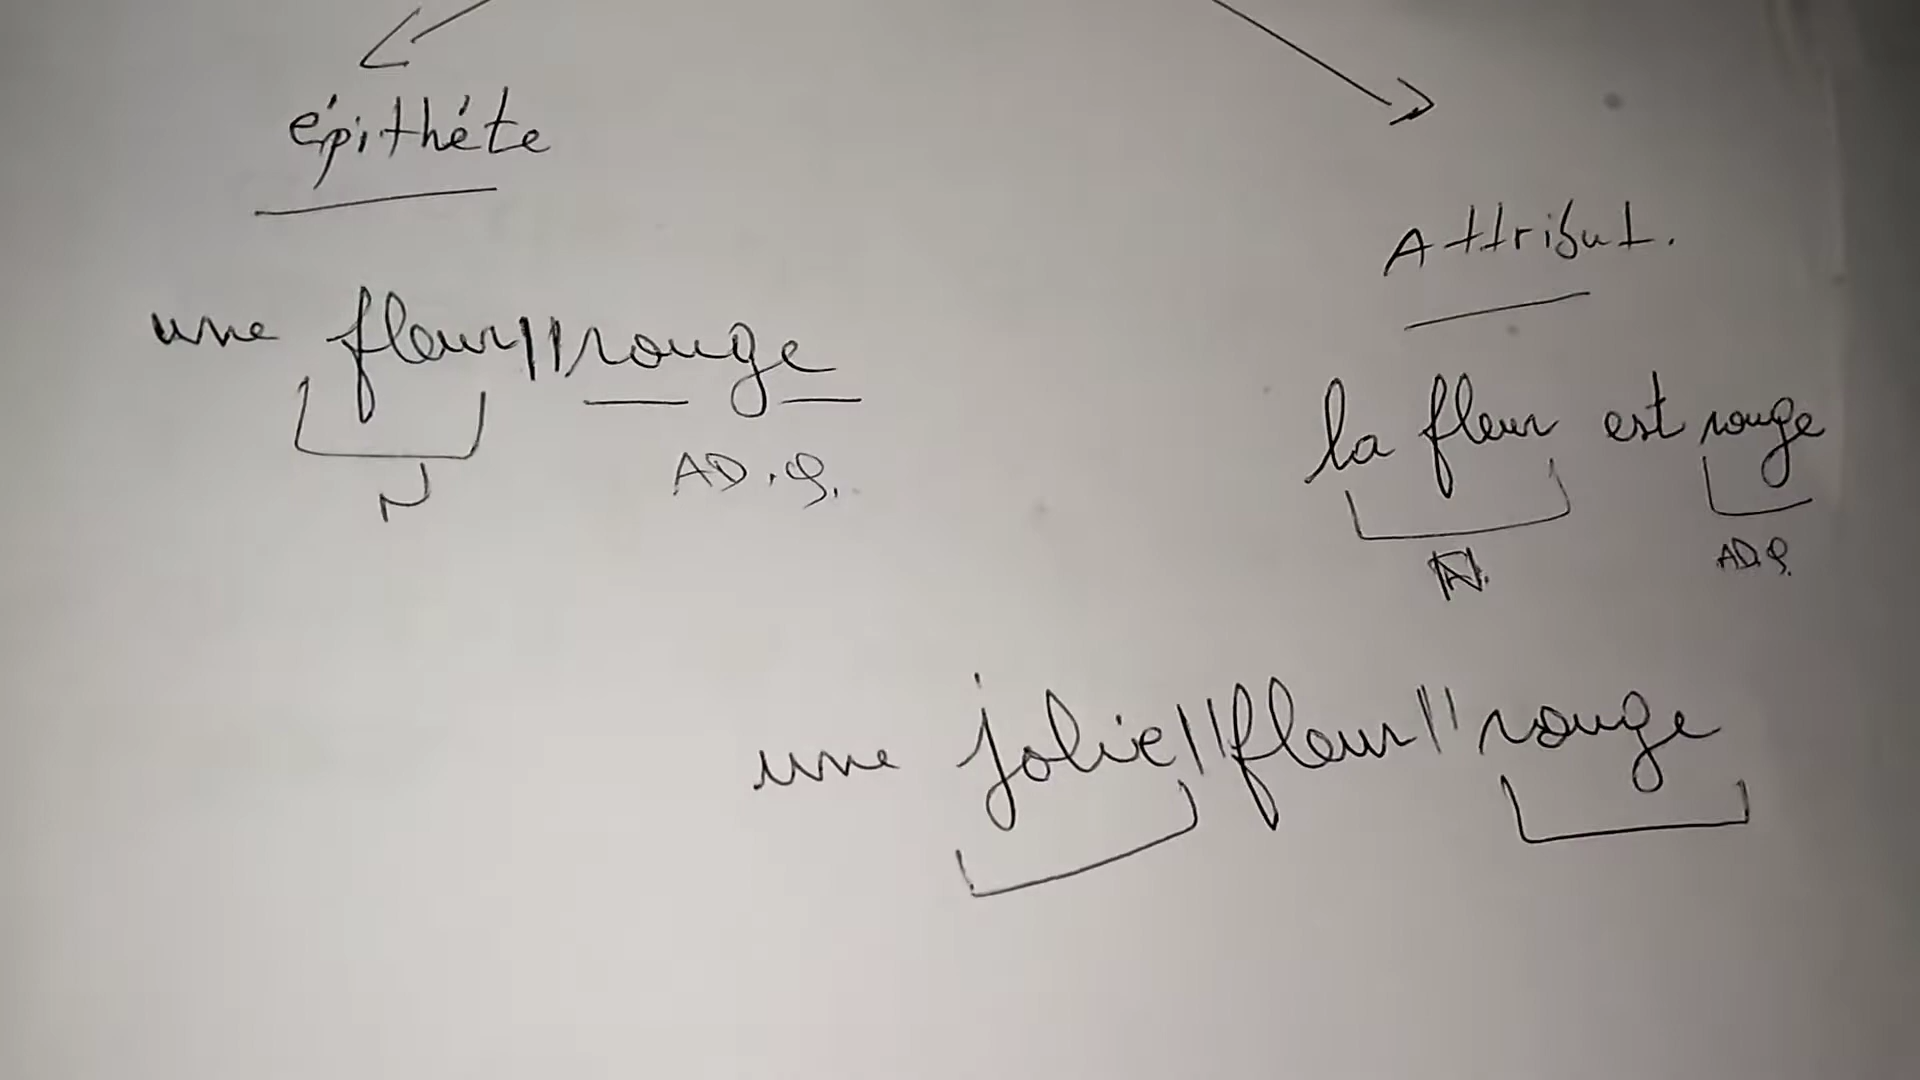 épithéte
Attribut.
une fleur||rouge
N
AD.Q.
la fleur est rouge
N.
AD.Q.
une jolie||fleur||rouge